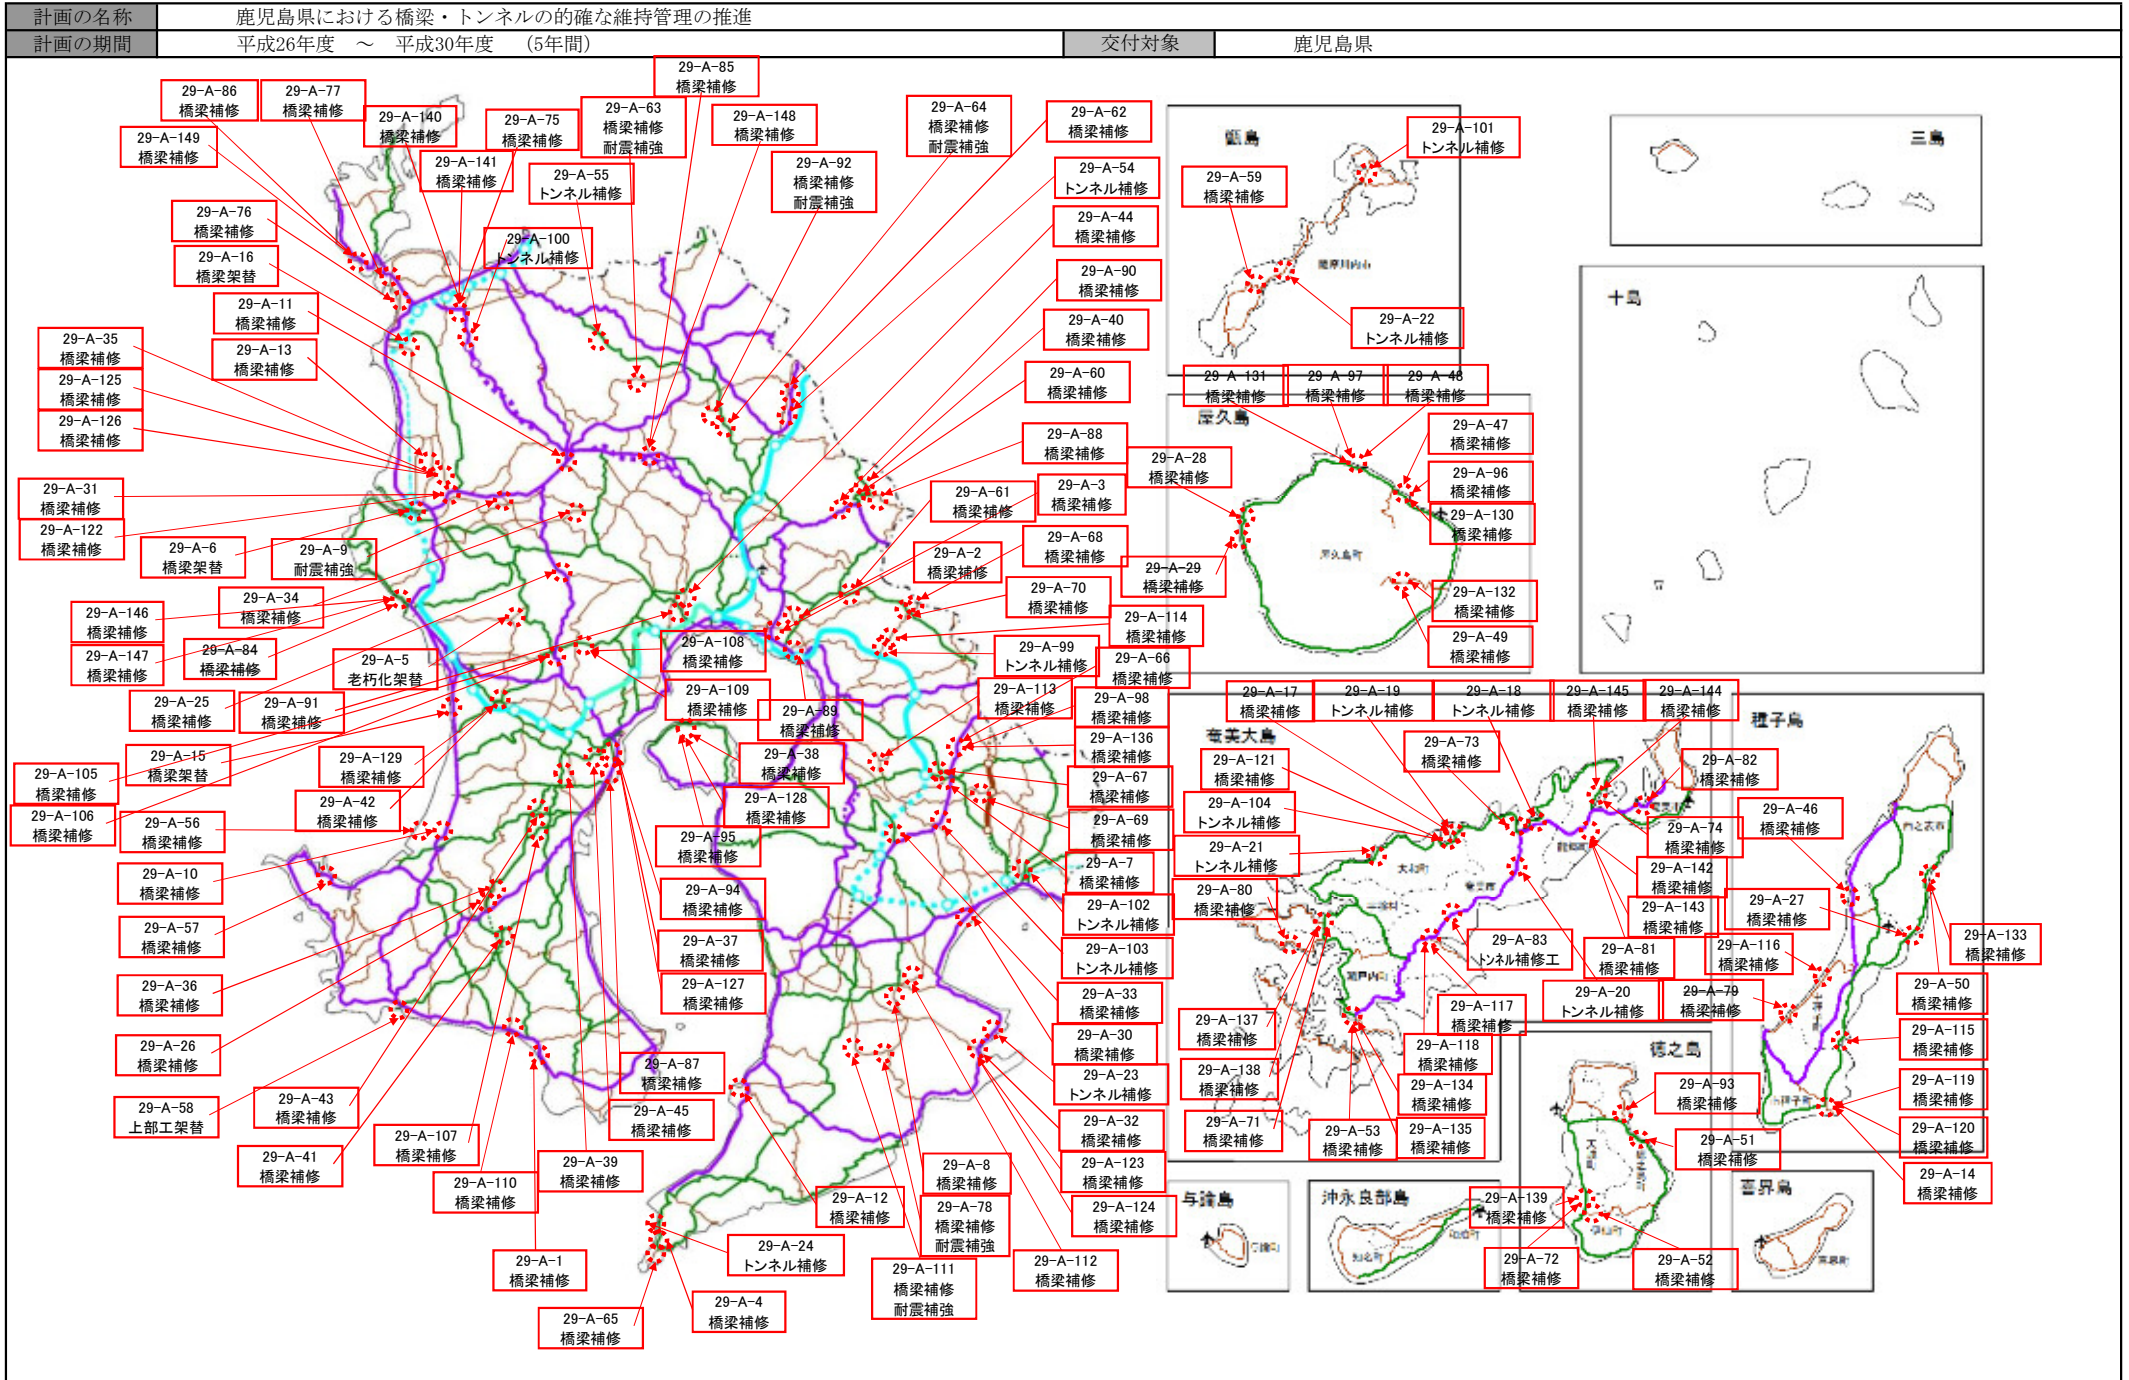 計画の名称
鹿児島県における橋梁・トンネルの的確な維持管理の推進
計画の期間
平成26年度　～　平成30年度　（5年間）
交付対象
鹿児島県
29-A-85
橋梁補修
29-A-86
橋梁補修
29-A-77
橋梁補修
29-A-140
橋梁補修
29-A-75
橋梁補修
29-A-63
橋梁補修
耐震補強
29-A-148
橋梁補修
29-A-64
橋梁補修
耐震補強
29-A-62
橋梁補修
29-A-149
橋梁補修
29-A-141
橋梁補修
29-A-55
トンネル補修
29-A-92
橋梁補修
耐震補強
29-A-54
トンネル補修
29-A-76
橋梁補修
29-A-100
トンネル補修
29-A-44
橋梁補修
29-A-16
橋梁架替
29-A-90
橋梁補修
29-A-11
橋梁補修
29-A-40
橋梁補修
29-A-35
橋梁補修
29-A-13
橋梁補修
29-A-60
橋梁補修
29-A-125
橋梁補修
29-A-126
橋梁補修
29-A-88
橋梁補修
29-A-31
橋梁補修
29-A-61
橋梁補修
29-A-3
橋梁補修
29-A-122
橋梁補修
29-A-6
橋梁架替
29-A-9
耐震補強
29-A-2
橋梁補修
29-A-68
橋梁補修
29-A-146
橋梁補修
29-A-34
橋梁補修
29-A-70
橋梁補修
29-A-114
橋梁補修
29-A-147
橋梁補修
29-A-84
橋梁補修
29-A-5
老朽化架替
29-A-108
橋梁補修
29-A-99
トンネル補修
29-A-66
橋梁補修
29-A-25
橋梁補修
29-A-91
橋梁補修
29-A-109
橋梁補修
29-A-89
橋梁補修
29-A-113
橋梁補修
29-A-98
橋梁補修
29-A-15
橋梁架替
29-A-129
橋梁補修
29-A-38
橋梁補修
29-A-136
橋梁補修
29-A-105
橋梁補修
29-A-67
橋梁補修
29-A-106
橋梁補修
29-A-42
橋梁補修
29-A-128
橋梁補修
29-A-56
橋梁補修
29-A-95
橋梁補修
29-A-69
橋梁補修
29-A-10
橋梁補修
29-A-94
橋梁補修
29-A-7
橋梁補修
29-A-102
トンネル補修
29-A-57
橋梁補修
29-A-37
橋梁補修
29-A-103
トンネル補修
29-A-36
橋梁補修
29-A-127
橋梁補修
29-A-33
橋梁補修
29-A-26
橋梁補修
29-A-30
橋梁補修
29-A-87
橋梁補修
29-A-23
トンネル補修
29-A-58
上部工架替
29-A-43
橋梁補修
29-A-45
橋梁補修
29-A-32
橋梁補修
29-A-41
橋梁補修
29-A-107
橋梁補修
29-A-39
橋梁補修
29-A-8
橋梁補修
29-A-123
橋梁補修
29-A-110
橋梁補修
29-A-12
橋梁補修
29-A-78
橋梁補修
耐震補強
29-A-124
橋梁補修
29-A-1
橋梁補修
29-A-24
トンネル補修
29-A-111
橋梁補修
耐震補強
29-A-112
橋梁補修
29-A-65
橋梁補修
29-A-4
橋梁補修
甑島
29-A-101
トンネル補修
29-A-59
橋梁補修
薩摩川内市
29-A-22
トンネル補修
三島
十島
29-A-131
橋梁補修
29-A-97
橋梁補修
29-A-48
橋梁補修
屋久島
29-A-47
橋梁補修
29-A-28
橋梁補修
29-A-96
橋梁補修
29-A-130
橋梁補修
屋久島町
29-A-29
橋梁補修
29-A-132
橋梁補修
29-A-49
橋梁補修
29-A-17
橋梁補修
29-A-19
トンネル補修
29-A-18
トンネル補修
29-A-145
橋梁補修
29-A-144
橋梁補修
奄美大島
29-A-73
橋梁補修
29-A-121
橋梁補修
29-A-82
橋梁補修
29-A-104
トンネル補修
29-A-74
橋梁補修
29-A-21
トンネル補修
大和村
龍郷町
奄美市
29-A-142
橋梁補修
29-A-80
橋梁補修
29-A-143
橋梁補修
29-A-83
トンネル補修工
29-A-81
橋梁補修
瀬戸内町
29-A-20
トンネル補修
29-A-79
橋梁補修
29-A-117
橋梁補修
29-A-137
橋梁補修
29-A-118
橋梁補修
29-A-138
橋梁補修
29-A-134
橋梁補修
29-A-71
橋梁補修
29-A-53
橋梁補修
29-A-135
橋梁補修
種子島
29-A-46
橋梁補修
西之表市
29-A-27
橋梁補修
29-A-133
橋梁補修
29-A-116
橋梁補修
29-A-50
橋梁補修
29-A-115
橋梁補修
29-A-119
橋梁補修
29-A-120
橋梁補修
29-A-14
橋梁補修
徳之島
29-A-93
橋梁補修
29-A-51
橋梁補修
29-A-139
橋梁補修
伊仙町
29-A-72
橋梁補修
29-A-52
橋梁補修
与論島
与論町
沖永良部島
和泊町
知名町
喜界島
喜界町